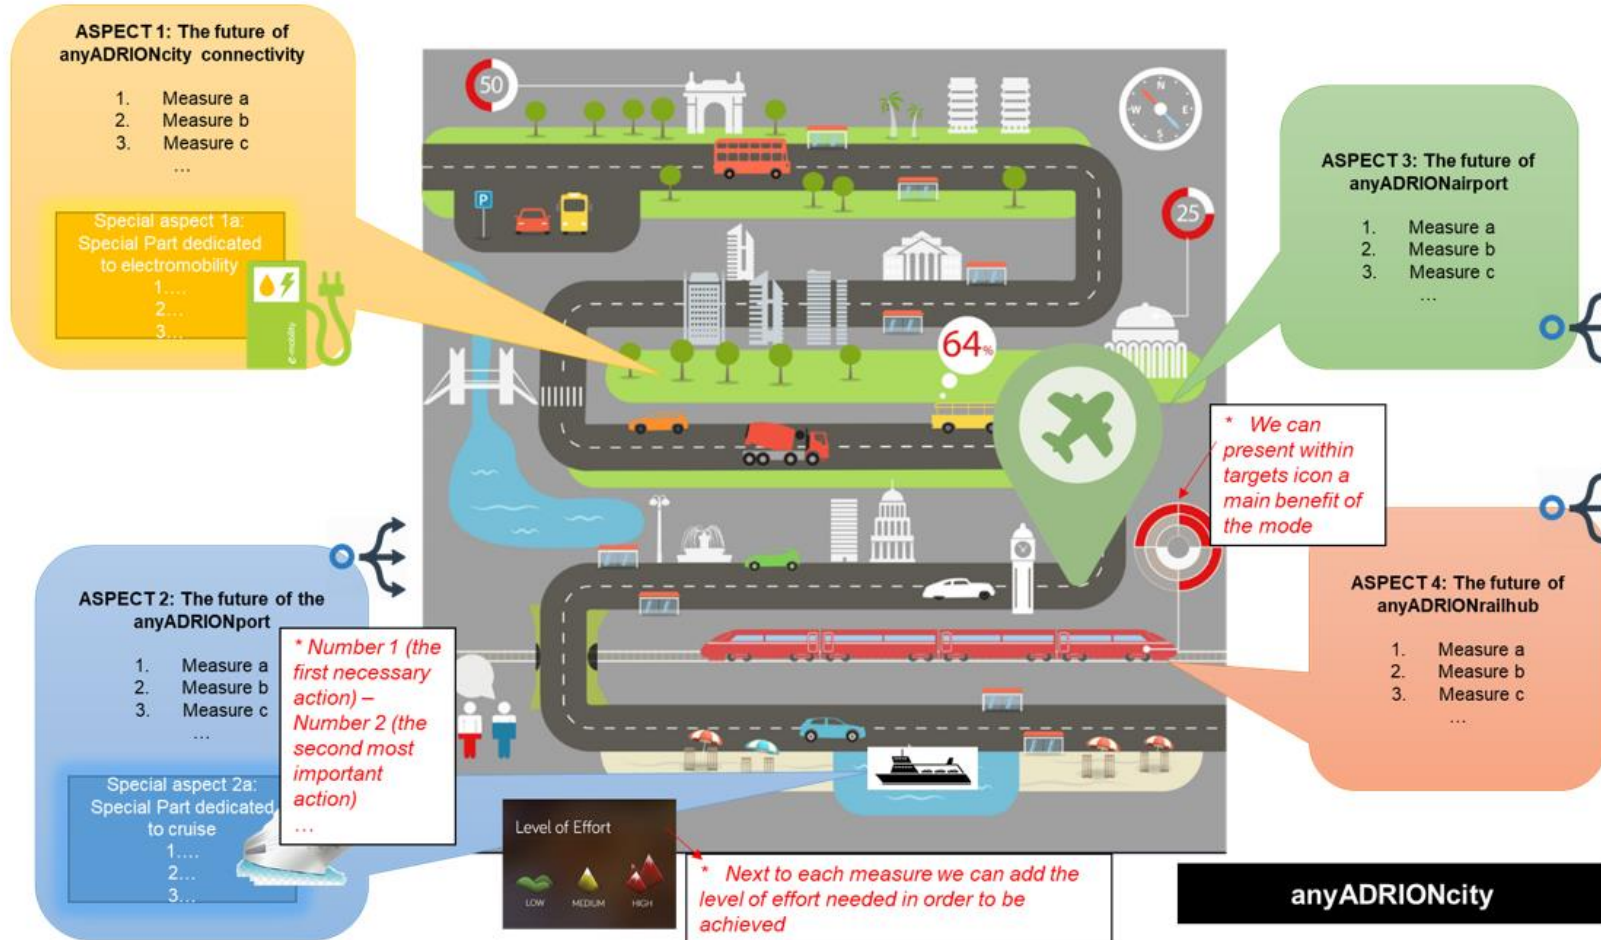 ASPECT 1: The future of
anyADRIONcity connectivity
1. Measure a
2. Measure b
3. Measure c
...
Special aspect 1a:
Special Part dedicated
to electromobility
1....
2...
3...
e-mobility
50
P
N
W E
S
25
64%
ASPECT 3: The future of
anyADRIONairport
1. Measure a
2. Measure b
3. Measure c
...
* We can
present within
targets icon a
main benefit of
the mode
ASPECT 2: The future of the
anyADRIONport
1. Measure a
2. Measure b
3. Measure c
...
Special aspect 2a:
Special Part dedicated
to cruise
1....
2...
3...
* Number 1 (the
first necessary
action) –
Number 2 (the
second most
important
action)
...
Level of Effort
LOW MEDIUM HIGH
* Next to each measure we can add the
level of effort needed in order to be
achieved
ASPECT 4: The future of
anyADRIONrailhub
1. Measure a
2. Measure b
3. Measure c
...
anyADRIONcity